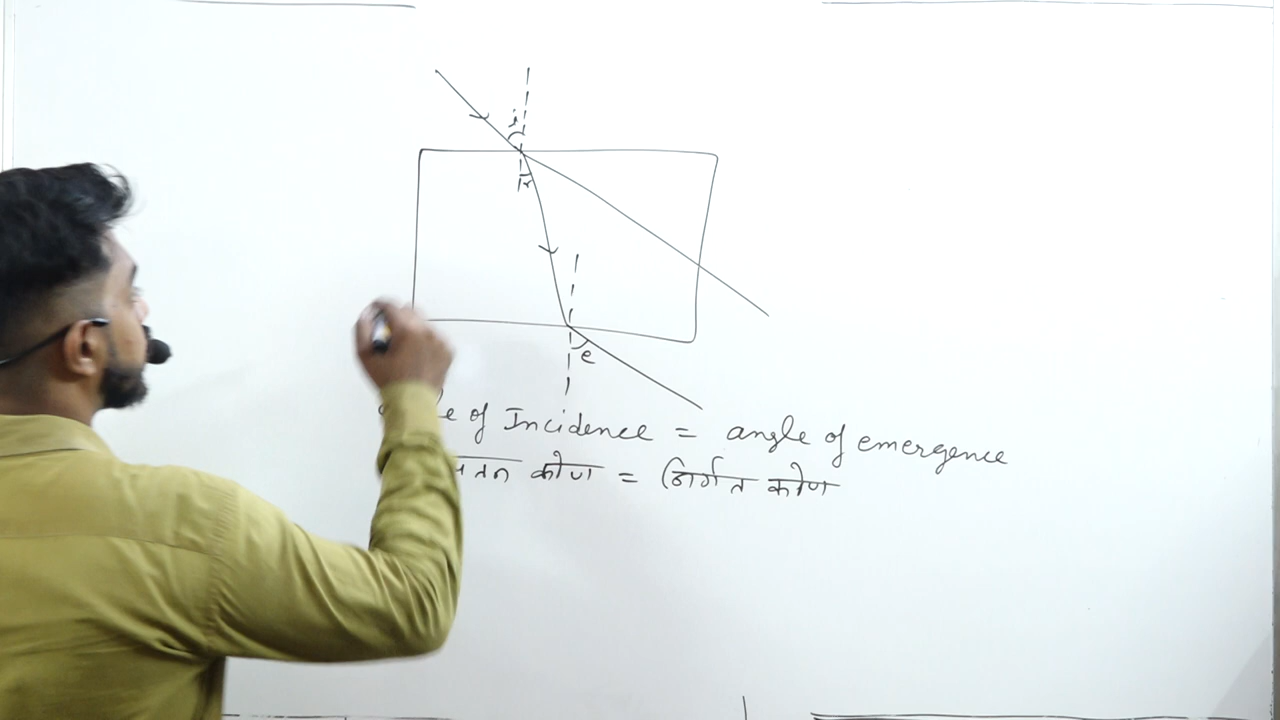 i
r
e
of Incidence = angle of emergence
कोण = निर्गत कोण